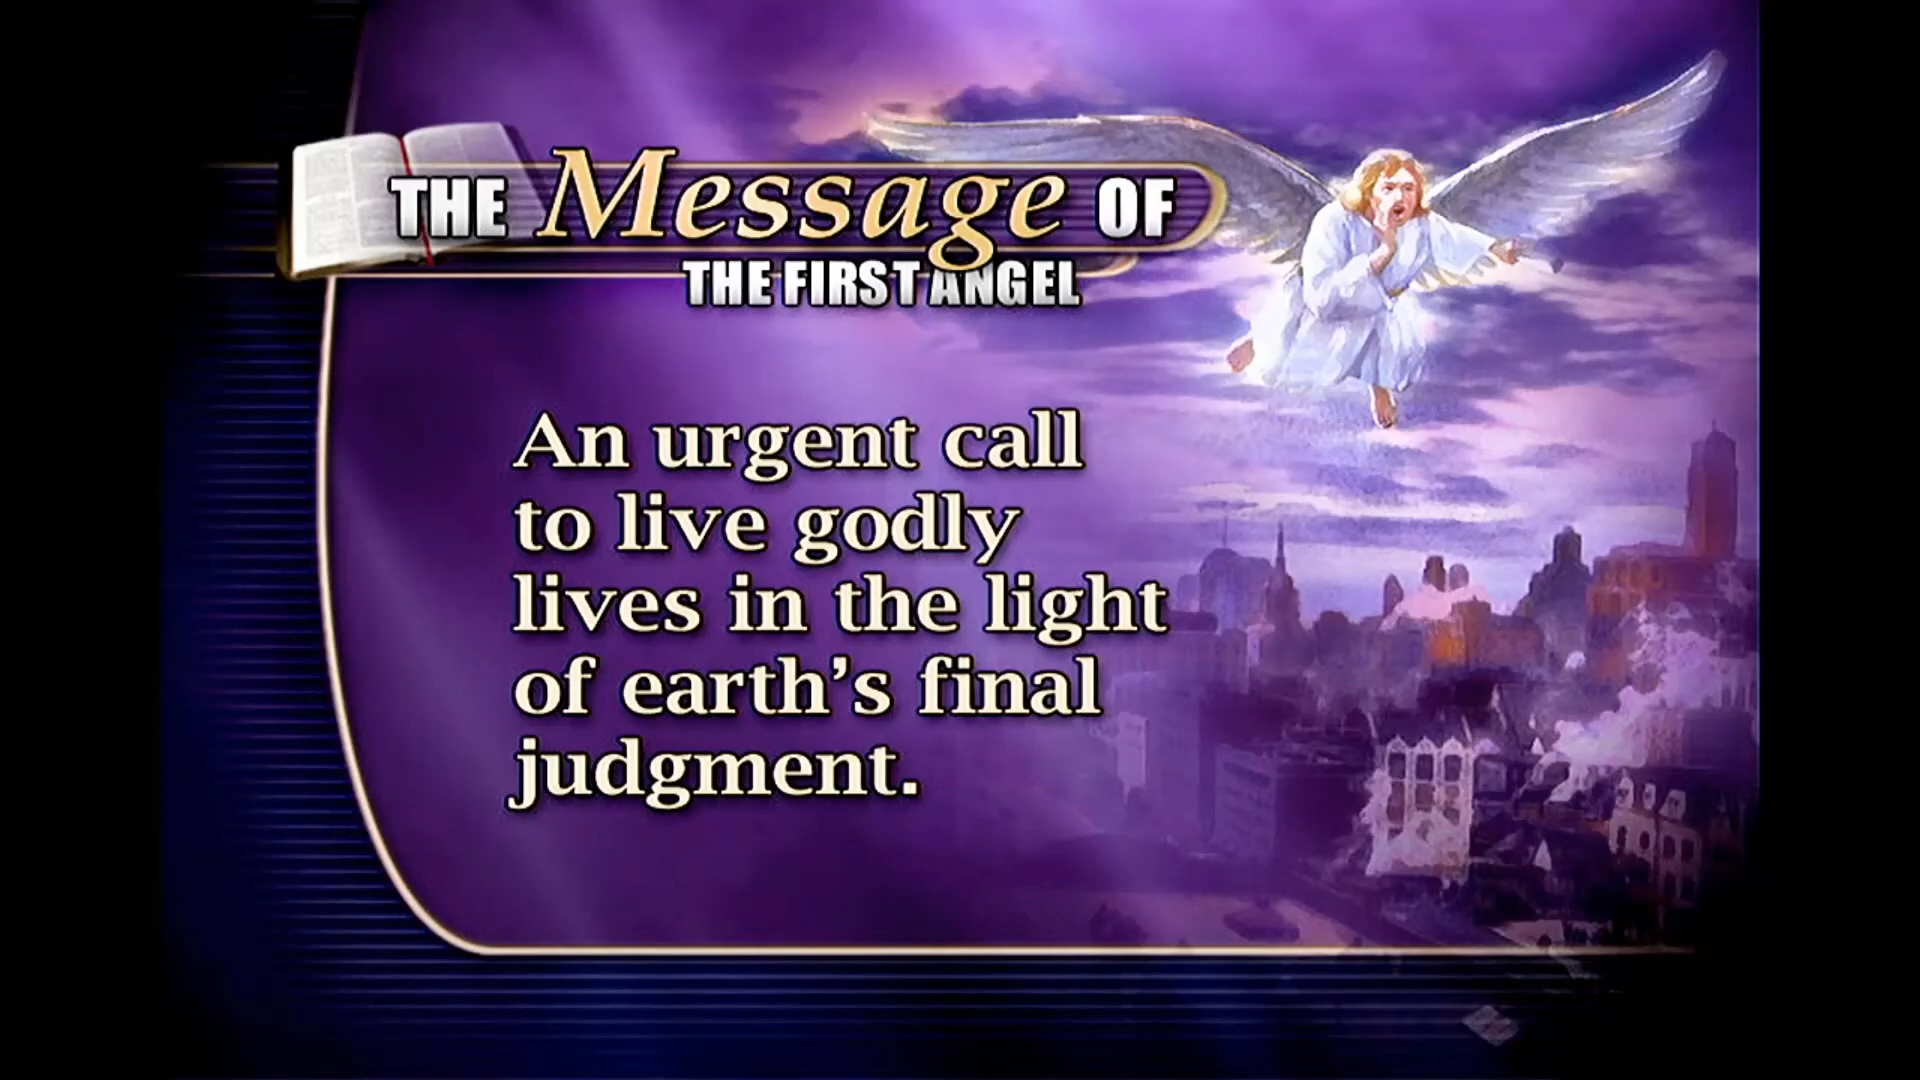 THE Message OF
THE FIRST ANGEL
An urgent call
to live godly
lives in the light
of earth's final
judgment.